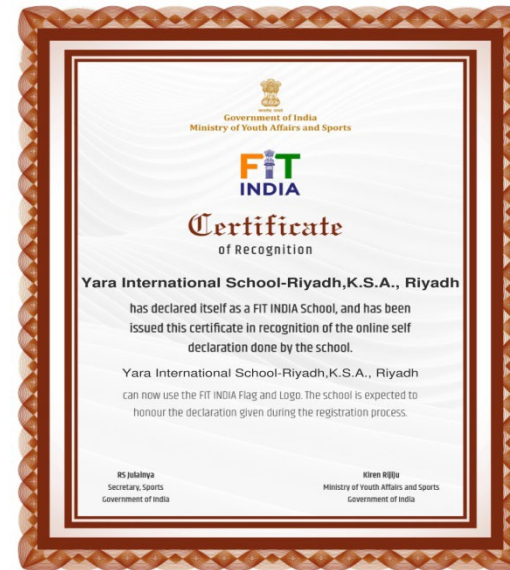 Government of India
Ministry of Youth Affairs and Sports
FIT
INDIA
Certificate
of Recognition
Yara International School-Riyadh,K.S.A., Riyadh
has declared itself as a FIT INDIA School, and has been
issued this certificate in recognition of the online self
declaration done by the school.
Yara International School-Riyadh,K.S.A., Riyadh
can now use the FIT INDIA Flag and Logo. The school is expected to
honour the declaration given during the registration process.
RS Julainya
Secretary, Sports
Government of India
Kiren Rijiju
Ministry of Youth Affairs and Sports
Government of India